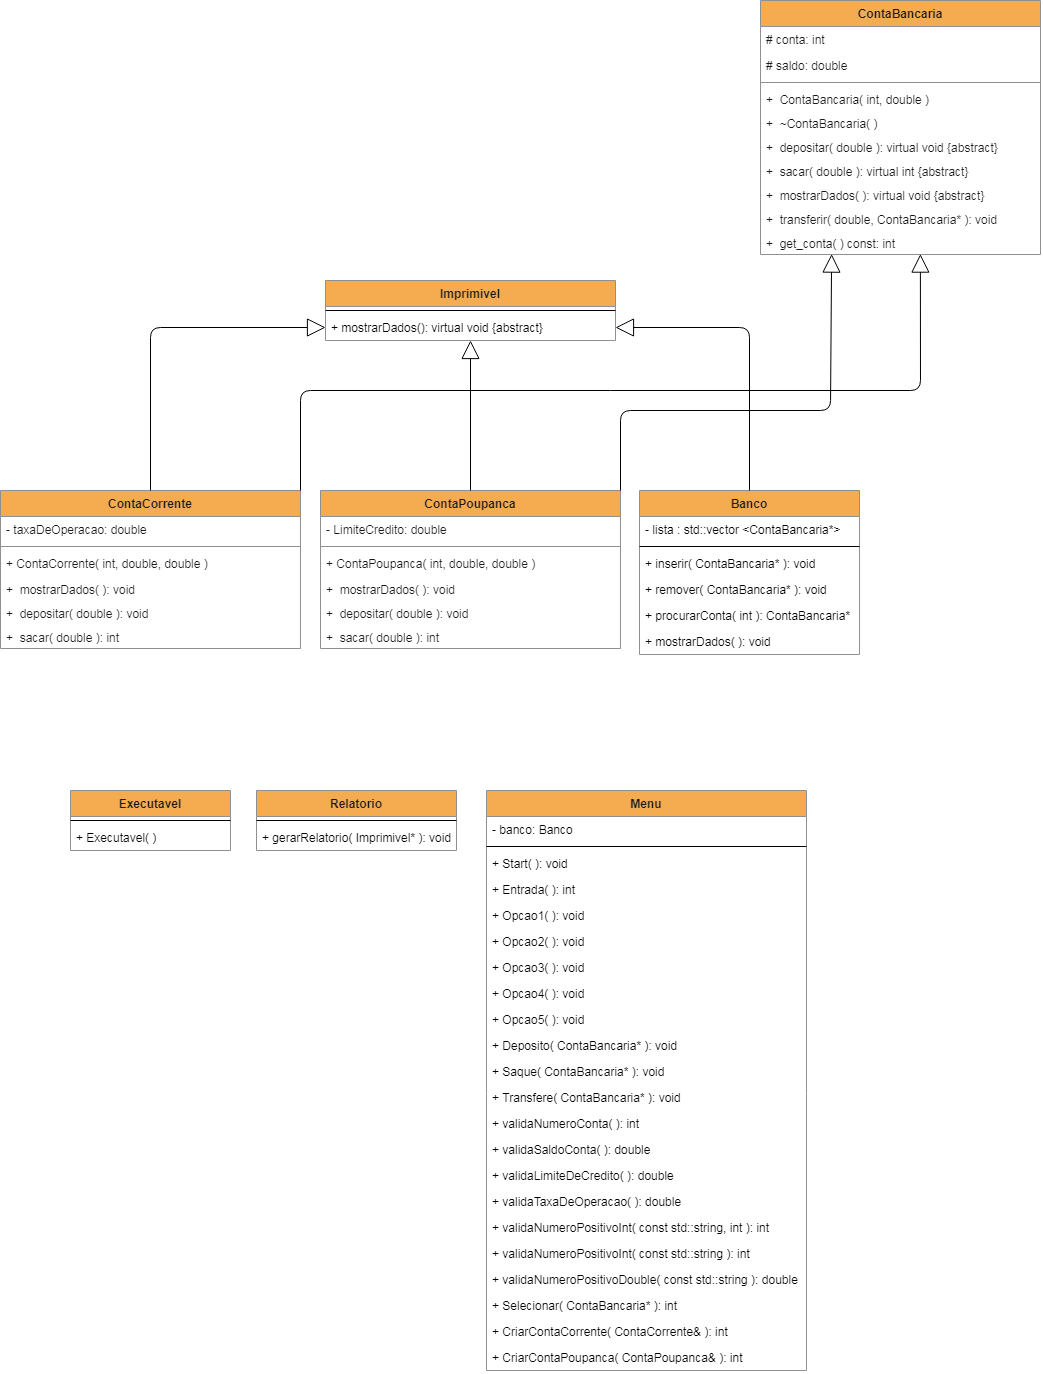 ContaBancaria
# conta: int
# saldo: double
+ ContaBancaria( int, double )
+ ~ContaBancaria( )
+ depositar( double ): virtual void {abstract}
+ sacar( double ): virtual int {abstract}
+ mostrarDados( ): virtual void {abstract}
+ transferir( double, ContaBancaria* ): void
+ get_conta( ) const: int
Imprimivel
+ mostrarDados(): virtual void {abstract}
ContaCorrente
- taxaDeOperacao: double
+ ContaCorrente( int, double, double )
+ mostrarDados( ): void
+ depositar( double ): void
+ sacar( double ): int
ContaPoupanca
- LimiteCredito: double
+ ContaPoupanca( int, double, double )
+ mostrarDados( ): void
+ depositar( double ): void
+ sacar( double ): int
Banco
- lista : std::vector <ContaBancaria*>
+ inserir( ContaBancaria* ): void
+ remover( ContaBancaria* ): void
+ procurarConta( int ): ContaBancaria*
+ mostrarDados( ): void
Executavel
+ Executavel( )
Relatorio
+ gerarRelatorio( Imprimivel* ): void
Menu
- banco: Banco
+ Start( ): void
+ Entrada( ): int
+ Opcao1( ): void
+ Opcao2( ): void
+ Opcao3( ): void
+ Opcao4( ): void
+ Opcao5( ): void
+ Deposito( ContaBancaria* ): void
+ Saque( ContaBancaria* ): void
+ Transfere( ContaBancaria* ): void
+ validaNumeroConta( ): int
+ validaSaldoConta( ): double
+ validaLimiteDeCredito( ): double
+ validaTaxaDeOperacao( ): double
+ validaNumeroPositivoInt( const std::string, int ): int
+ validaNumeroPositivoInt( const std::string ): int
+ validaNumeroPositivoDouble( const std::string ): double
+ Selecionar( ContaBancaria* ): int
+ CriarContaCorrente( ContaCorrente& ): int
+ CriarContaPoupanca( ContaPoupanca& ): int